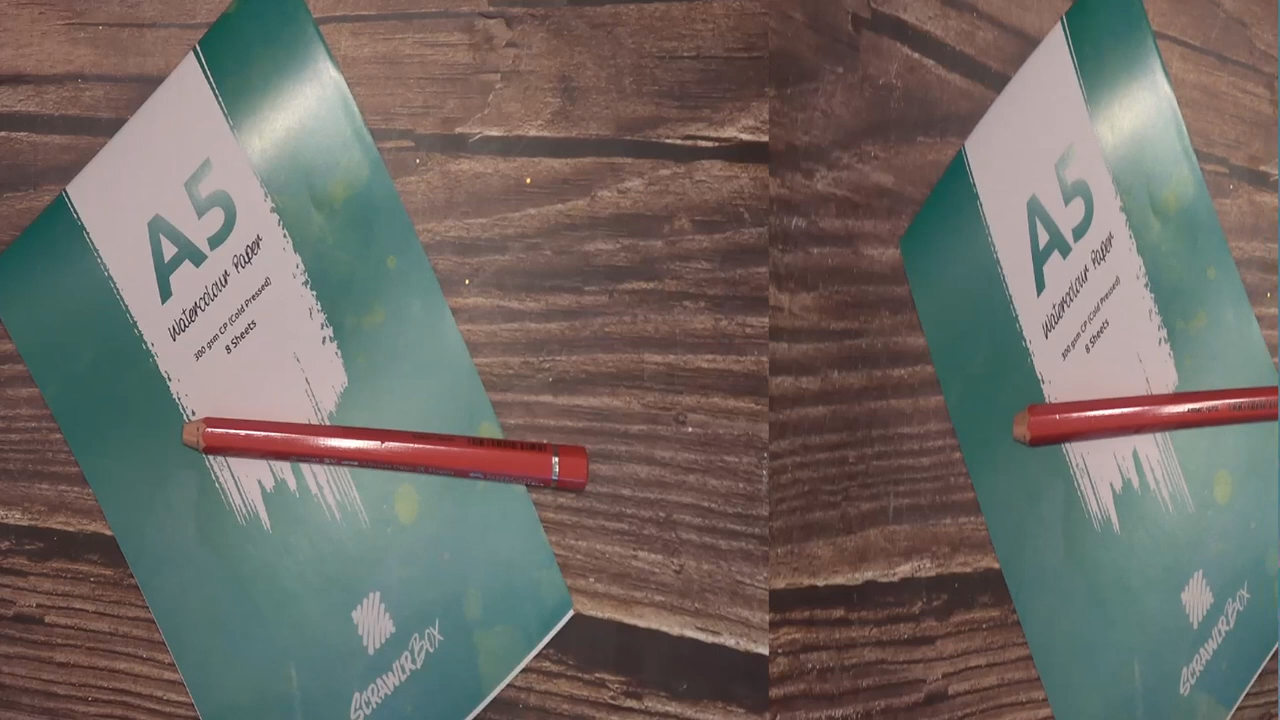 A5
Watercolour Paper
300 gsm CP (Cold Pressed)
8 Sheets
SCRAWLRBOX
A5
Watercolour Paper
300 gsm CP (Cold Pressed)
8 Sheets
SCRAWLRBOX